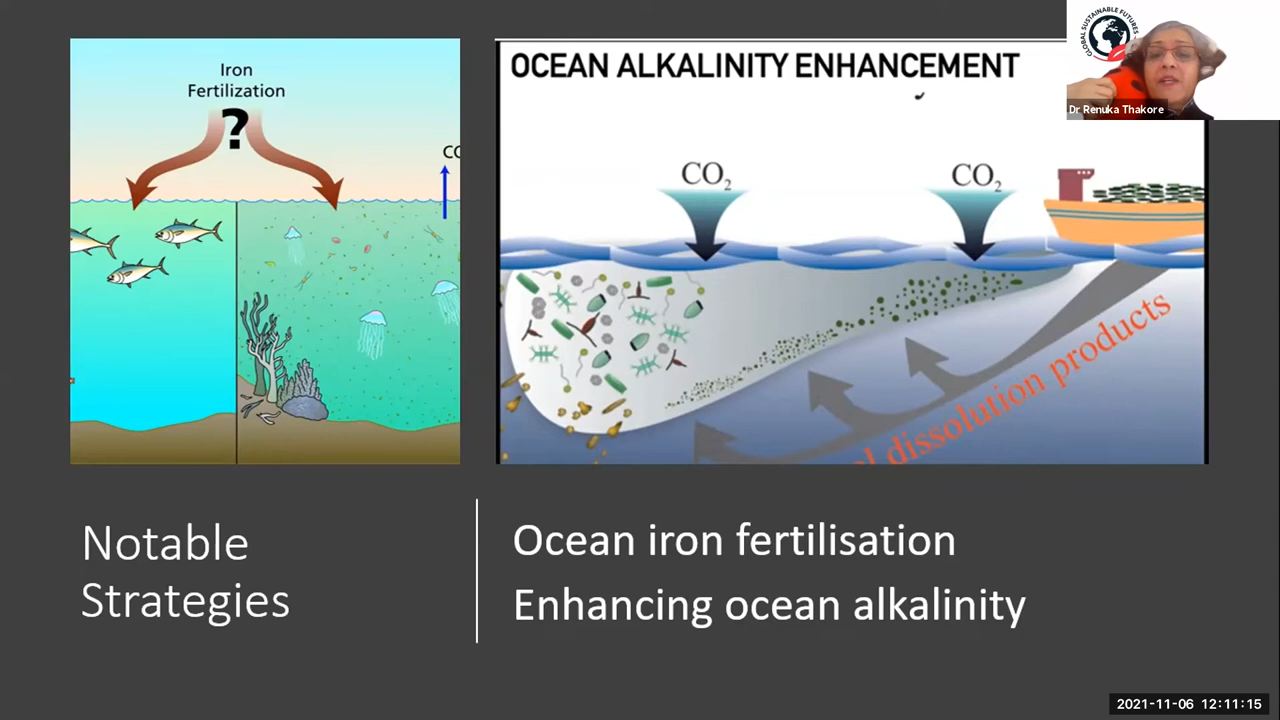 Iron
Fertilization
?
OCEAN ALKALINITY ENHANCEMENT
CO₂
CO₂
dissolution products
GLOBAL SUSTAINABLE FUTURES
Dr Renuka Thakore
Notable
Strategies
Ocean iron fertilisation
Enhancing ocean alkalinity
2021-11-06 12:11:15